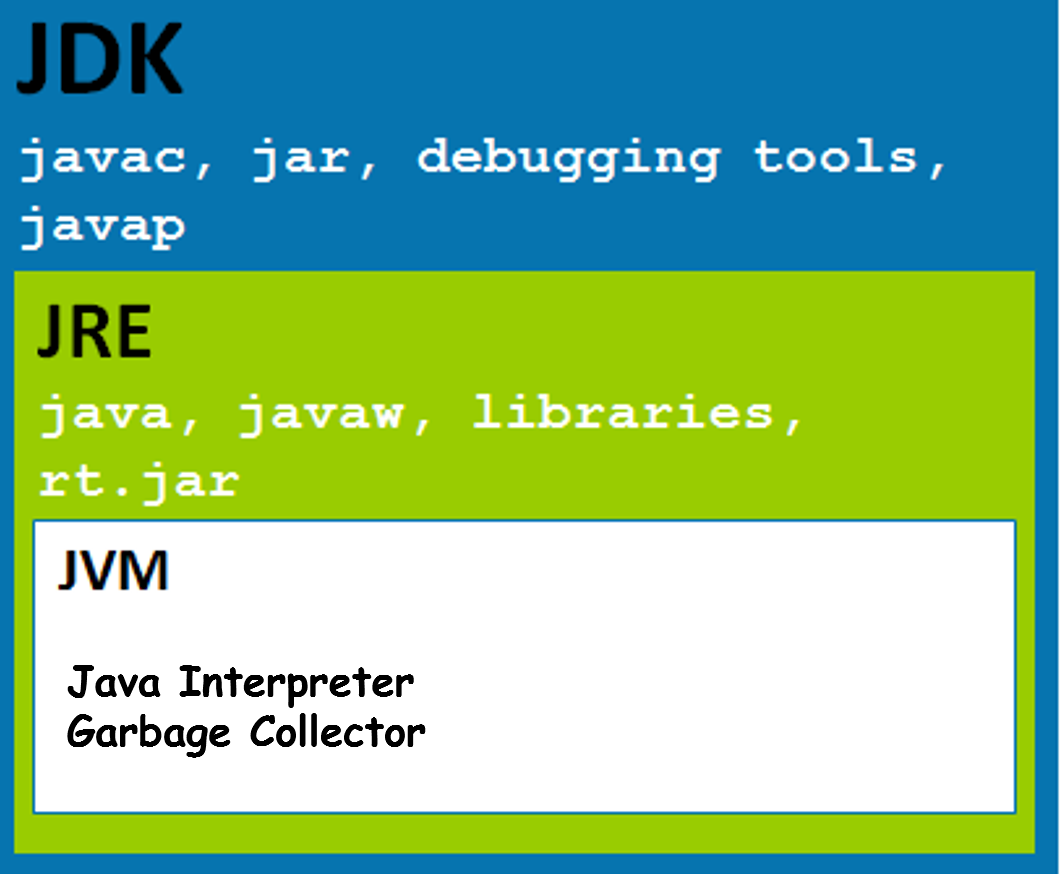 JDK
javac, jar, debugging tools,
javap
JRE
java, javaw, libraries,
rt.jar
JVM
Java Interpreter
Garbage Collector